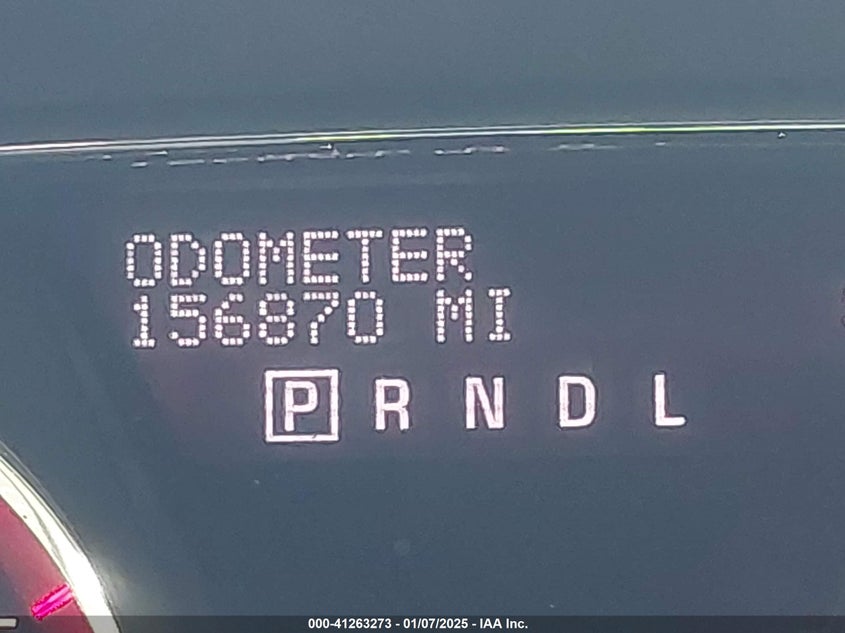 ODOMETER
156870 MI
P R N D L
000-41263273 - 01/07/2025 - IAA Inc.